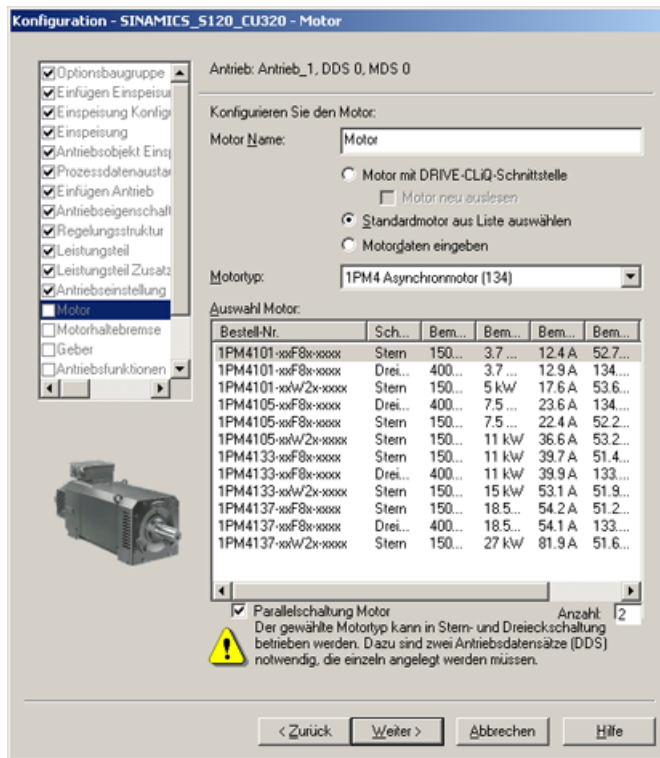 Konfiguration - SINAMICS_S120_CU320 - Motor
Optionsbaugruppe
Einfügen Einspeisu
Einspeisung Konfigu
Einspeisung
Antriebsobjekt Einsp
Prozessdatenaustau
Einfügen Antrieb
Antriebseigenschaft
Regelungsstruktur
Leistungsteil
Leistungsteil Zusatz
Antriebseinstellung
Motor
Motorhaltebremse
Geber
Antriebsfunktionen
Antrieb: Antrieb_1, DDS 0, MDS 0
Konfigurieren Sie den Motor:
Motor Name: Motor
Motor mit DRIVE-CLiQ-Schnittstelle
Motor neu auslesen
Standardmotor aus Liste auswählen
Motordaten eingeben
Motortyp: 1PM4 Asynchronmotor (134)
Auswahl Motor:
Bestell-Nr. Sch... Bem... Bem... Bem... Bem...
1PM4101-xxF8x-xxxx Stern 150... 3.7 ... 12.4 A 52.7...
1PM4101-xxF8x-xxxx Drei... 400... 3.7 ... 12.9 A 134....
1PM4101-xxW2x-xxxx Stern 150... 5 kW 17.6 A 53.6...
1PM4105-xxF8x-xxxx Drei... 400... 7.5 ... 23.6 A 134....
1PM4105-xxF8x-xxxx Stern 150... 7.5 ... 22.4 A 52.2...
1PM4105-xxW2x-xxxx Stern 150... 11 kW 36.6 A 53.2...
1PM4133-xxF8x-xxxx Stern 150... 11 kW 39.7 A 51.4...
1PM4133-xxF8x-xxxx Drei... 400... 11 kW 39.9 A 133....
1PM4133-xxW2x-xxxx Stern 150... 15 kW 53.1 A 51.9...
1PM4137-xxF8x-xxxx Stern 150... 18.5... 54.2 A 51.2...
1PM4137-xxF8x-xxxx Drei... 400... 18.5... 54.1 A 133....
1PM4137-xxW2x-xxxx Stern 150... 27 kW 81.9 A 51.6...
Parallelschaltung Motor Anzahl: 2
Der gewählte Motortyp kann in Stern- und Dreieckschaltung
betrieben werden. Dazu sind zwei Antriebsdatensätze (DDS)
notwendig, die einzeln angelegt werden müssen.
< Zurück Weiter > Abbrechen Hilfe